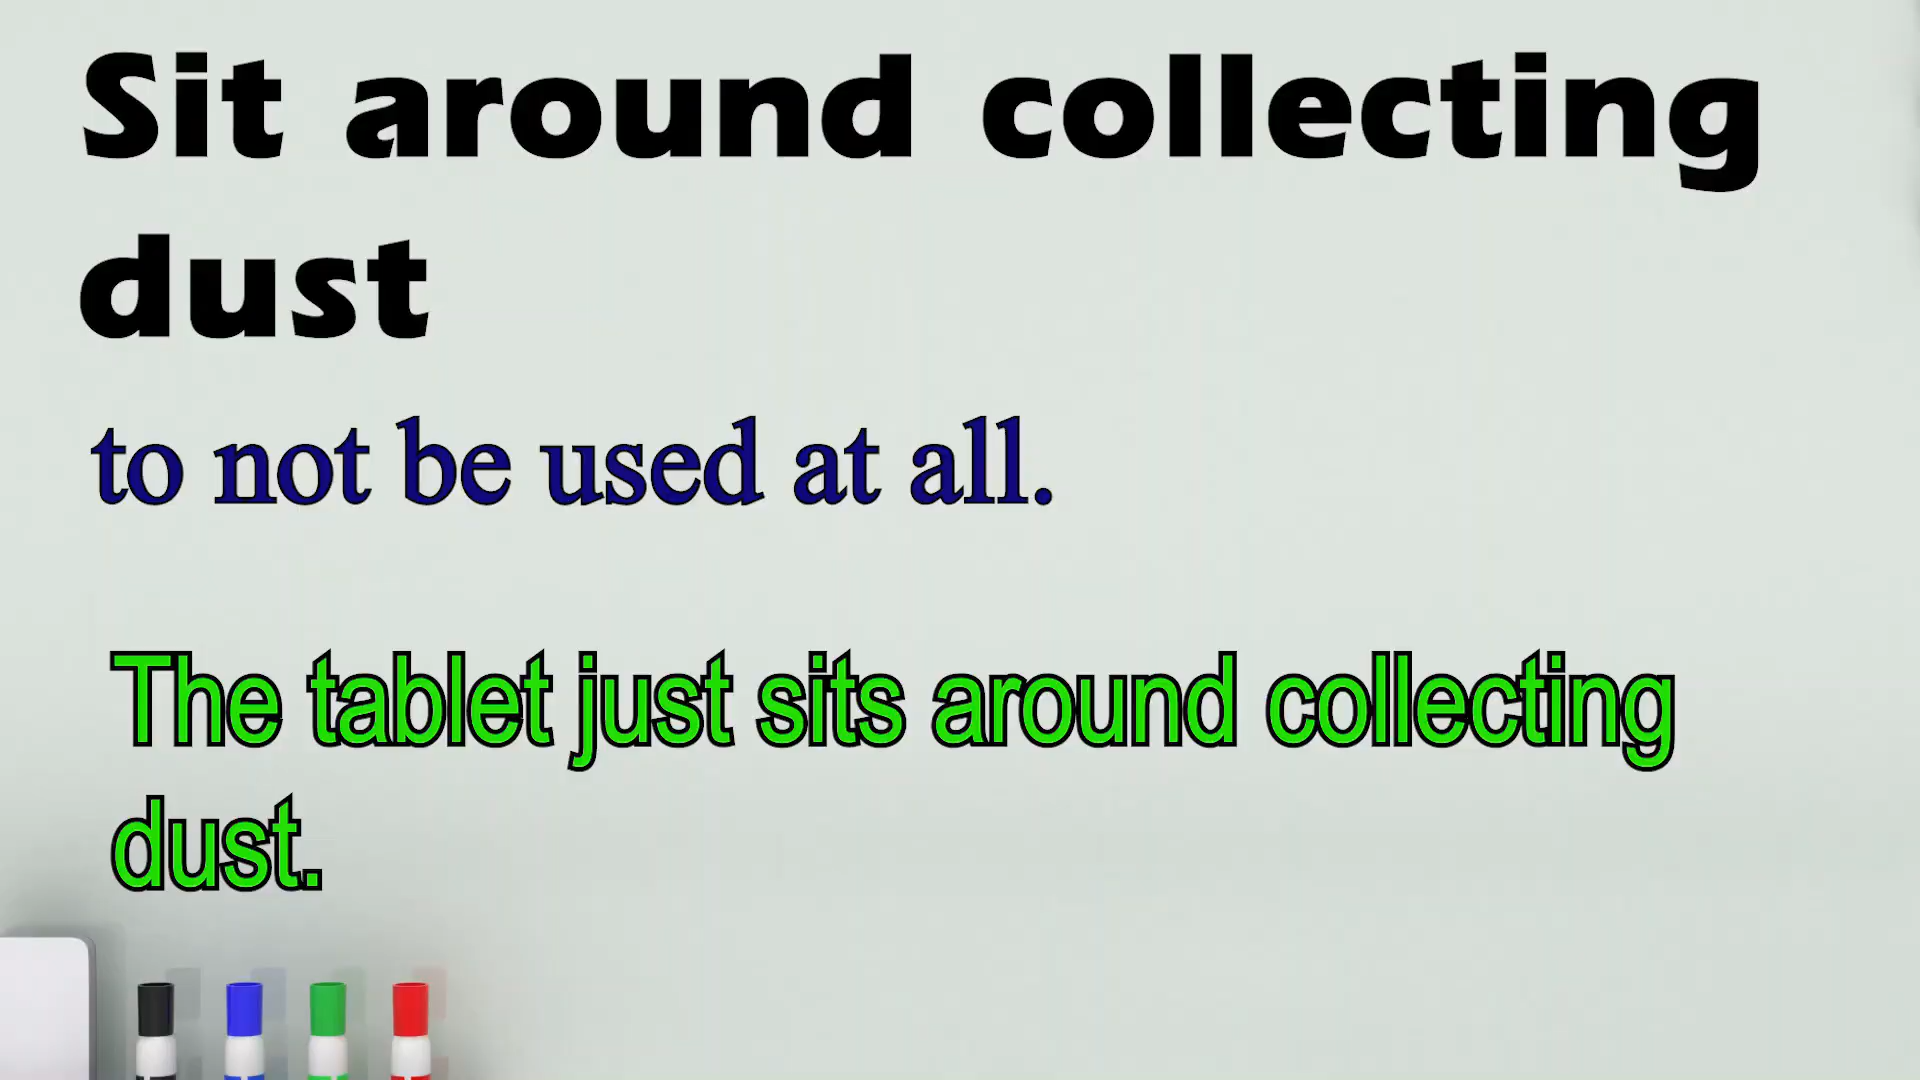 Sit around collecting
dust
to not be used at all.
The tablet just sits around collecting
dust.